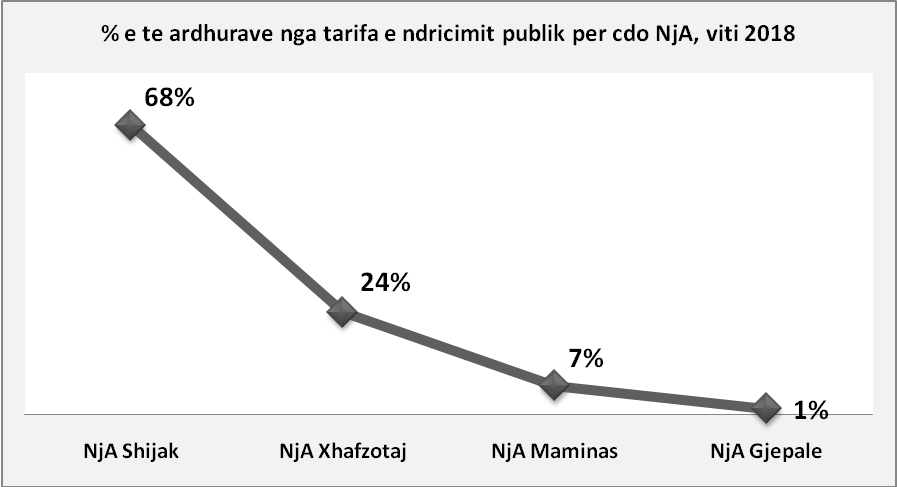 % e te ardhurave nga tarifa e ndricimit publik per cdo NjA, viti 2018
68%
24%
7%
1%
NjA Shijak
NjA Xhafzotaj
NjA Maminas
NjA Gjepale